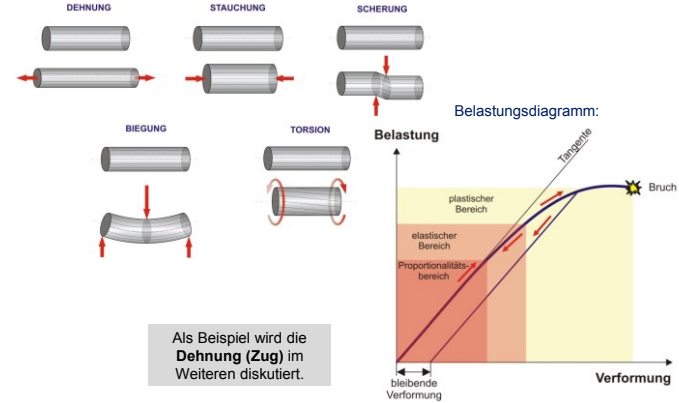 DEHNUNG
STAUCHUNG
SCHERUNG
BIEGUNG
TORSION
Belastungsdiagramm:
Belastung
Tangente
Bruch
plastischer
Bereich
elastischer
Bereich
Proportionalitäts-
bereich
bleibende
Verformung
Verformung
Als Beispiel wird die
Dehnung (Zug) im
Weiteren diskutiert.